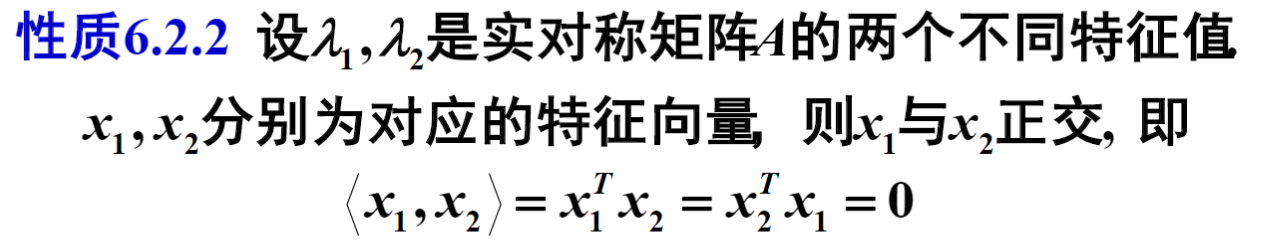 性质6.2.2 设λ₁,λ₂是实对称矩阵A的两个不同特征值,
x₁,x₂分别为对应的特征向量, 则x₁与x₂正交, 即
⟨x₁,x₂⟩=x₁ᵀx₂=x₂ᵀx₁=0